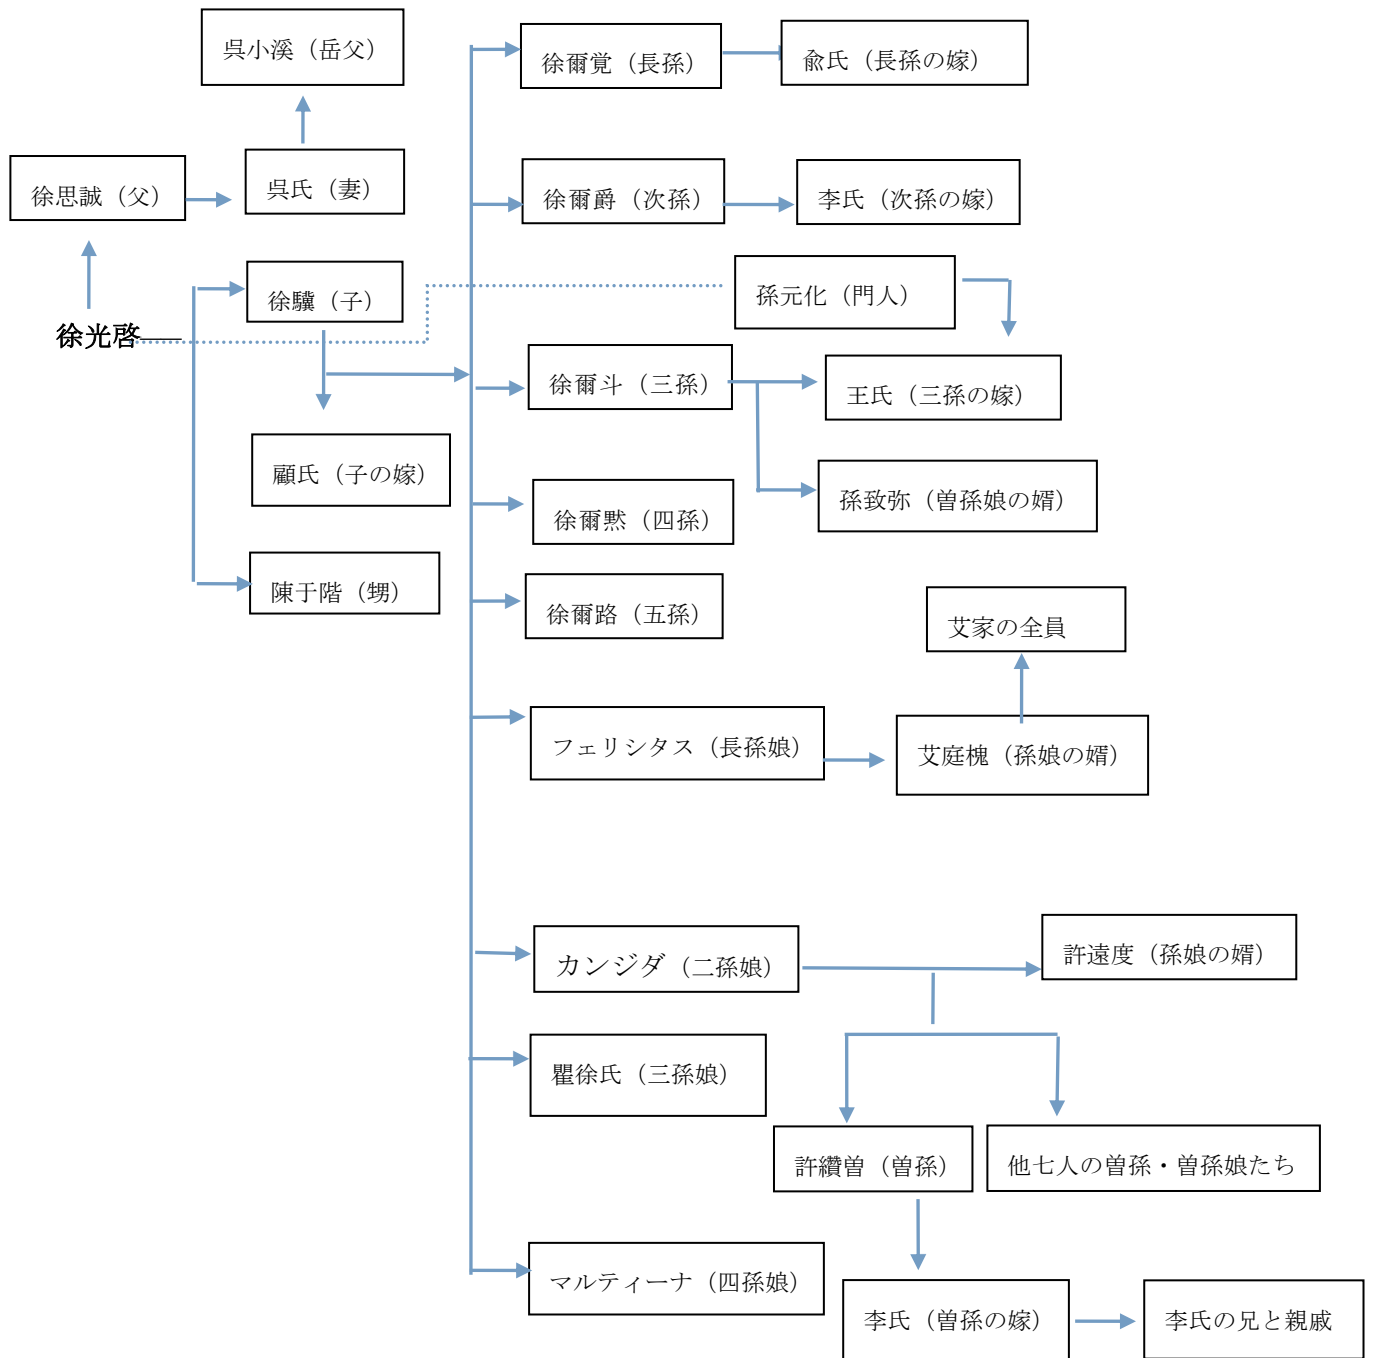 呉小溪（岳父）
徐爾覚（長孫）
兪氏（長孫の嫁）
徐思誠（父）
呉氏（妻）
徐爾爵（次孫）
李氏（次孫の嫁）
徐驥（子）
孫元化（門人）
徐光啓
徐爾斗（三孫）
王氏（三孫の嫁）
顧氏（子の嫁）
孫致弥（曽孫娘の婿）
徐爾黙（四孫）
陳于階（甥）
徐爾路（五孫）
艾家の全員
フェリシタス（長孫娘）
艾庭槐（孫娘の婿）
カンジダ（二孫娘）
許遠度（孫娘の婿）
瞿徐氏（三孫娘）
許纘曽（曽孫）
他七人の曽孫・曽孫娘たち
マルティーナ（四孫娘）
李氏（曽孫の嫁）
李氏の兄と親戚